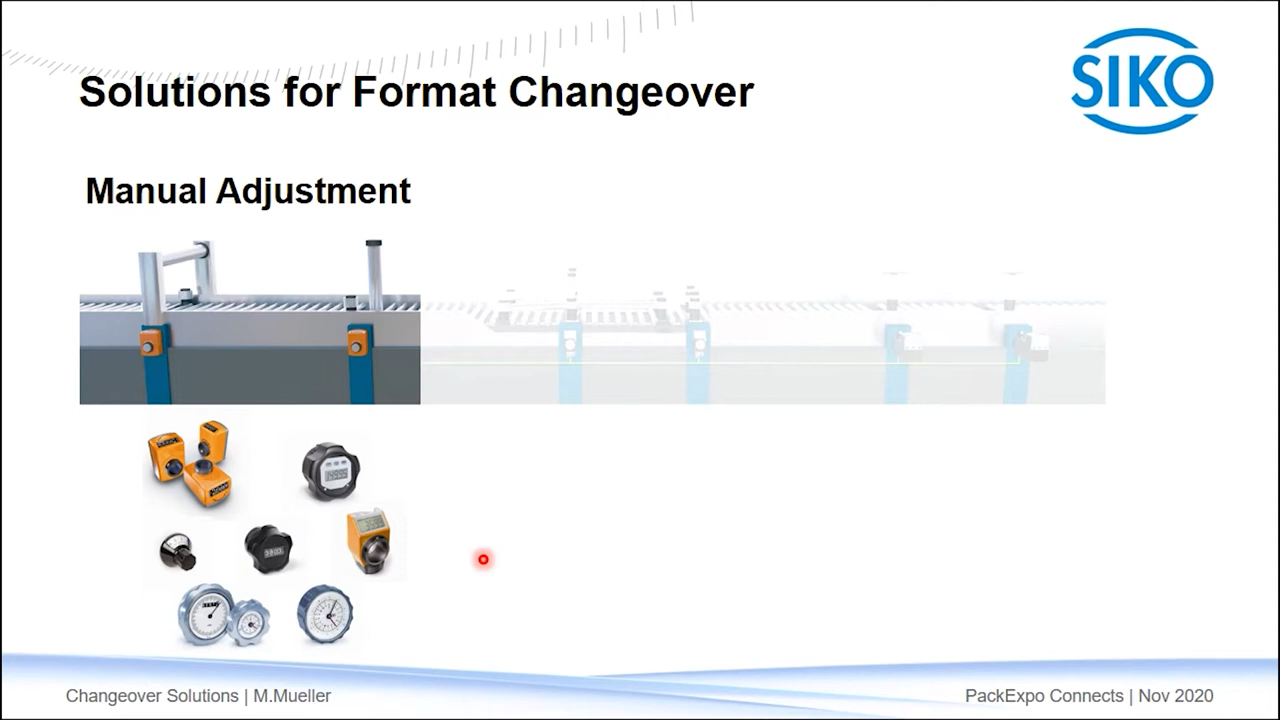 Solutions for Format Changeover
SIKO
Manual Adjustment
Changeover Solutions | M.Mueller
PackExpo Connects | Nov 2020